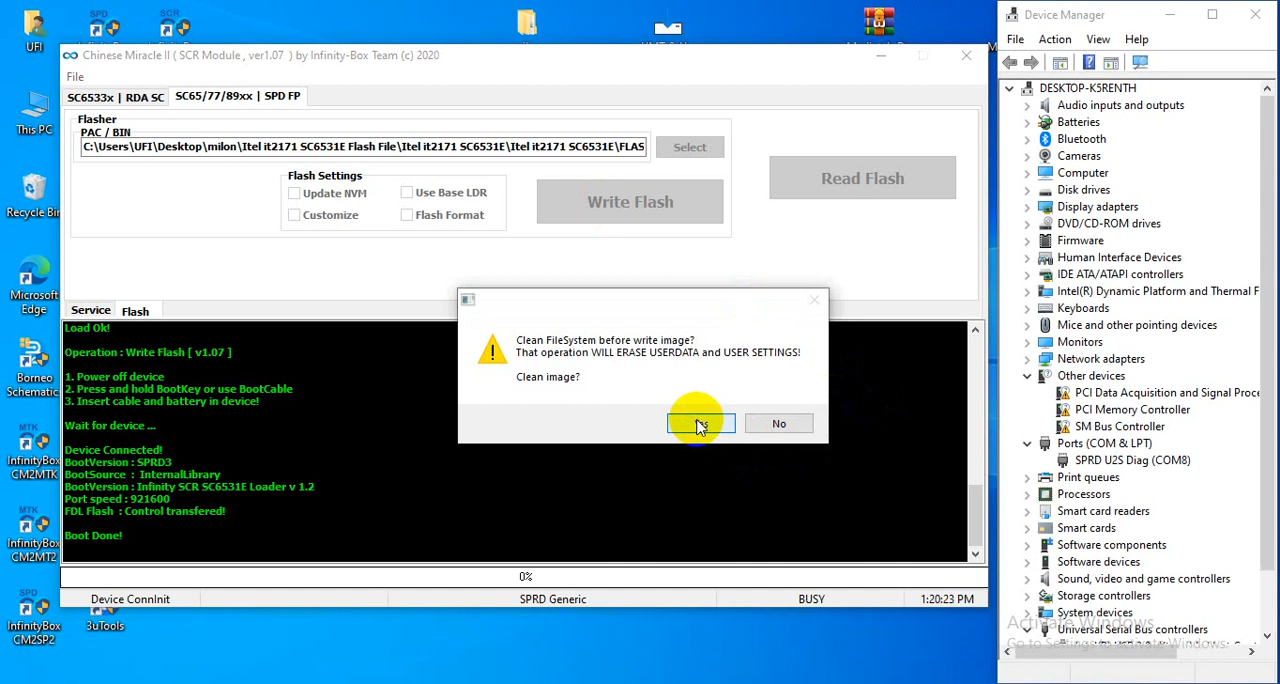 UFI
This PC
Recycle Bin
Microsoft
Edge
Borneo
Schematic
MTK
InfinityBox
CM2MTK
MTK
InfinityBox
CM2MT2
SPD
InfinityBox
CM2SP2
SPD
SCR
3uTools
Chinese Miracle II ( SCR Module , ver1.07 ) by Infinity-Box Team (c) 2020
File
SC6533x | RDA SC
SC65/77/89xx | SPD FP
Flasher
PAC / BIN
C:\Users\UFI\Desktop\milon\Itel it2171 SC6531E Flash File\Itel it2171 SC6531E\Itel it2171 SC6531E\FLAS
Select
Flash Settings
Update NVM
Use Base LDR
Customize
Flash Format
Write Flash
Read Flash
Service
Flash
Load Ok!
Operation : Write Flash [ v1.07 ]
1. Power off device
2. Press and hold BootKey or use BootCable
3. Insert cable and battery in device!
Wait for device ...
Device Connected!
BootVersion : SPRD3
BootSource : InternalLibrary
BootVersion : Infinity SCR SC6531E Loader v 1.2
Port speed : 921600
FDL Flash : Control transfered!
Boot Done!
0%
Device ConnInit
SPRD Generic
BUSY
1:20:23 PM
Clean FileSystem before write image?
That operation WILL ERASE USERDATA and USER SETTINGS!
Clean image?
No
Device Manager
File
Action
View
Help
DESKTOP-K5RENTH
Audio inputs and outputs
Batteries
Bluetooth
Cameras
Computer
Disk drives
Display adapters
DVD/CD-ROM drives
Firmware
Human Interface Devices
IDE ATA/ATAPI controllers
Intel(R) Dynamic Platform and Thermal F
Keyboards
Mice and other pointing devices
Monitors
Network adapters
Other devices
PCI Data Acquisition and Signal Proce
PCI Memory Controller
SM Bus Controller
Ports (COM & LPT)
SPRD U2S Diag (COM8)
Print queues
Processors
Smart card readers
Smart cards
Software components
Software devices
Sound, video and game controllers
Storage controllers
System devices
Universal Serial Bus controllers
Activate Windows
Go to Settings to activate Windows.